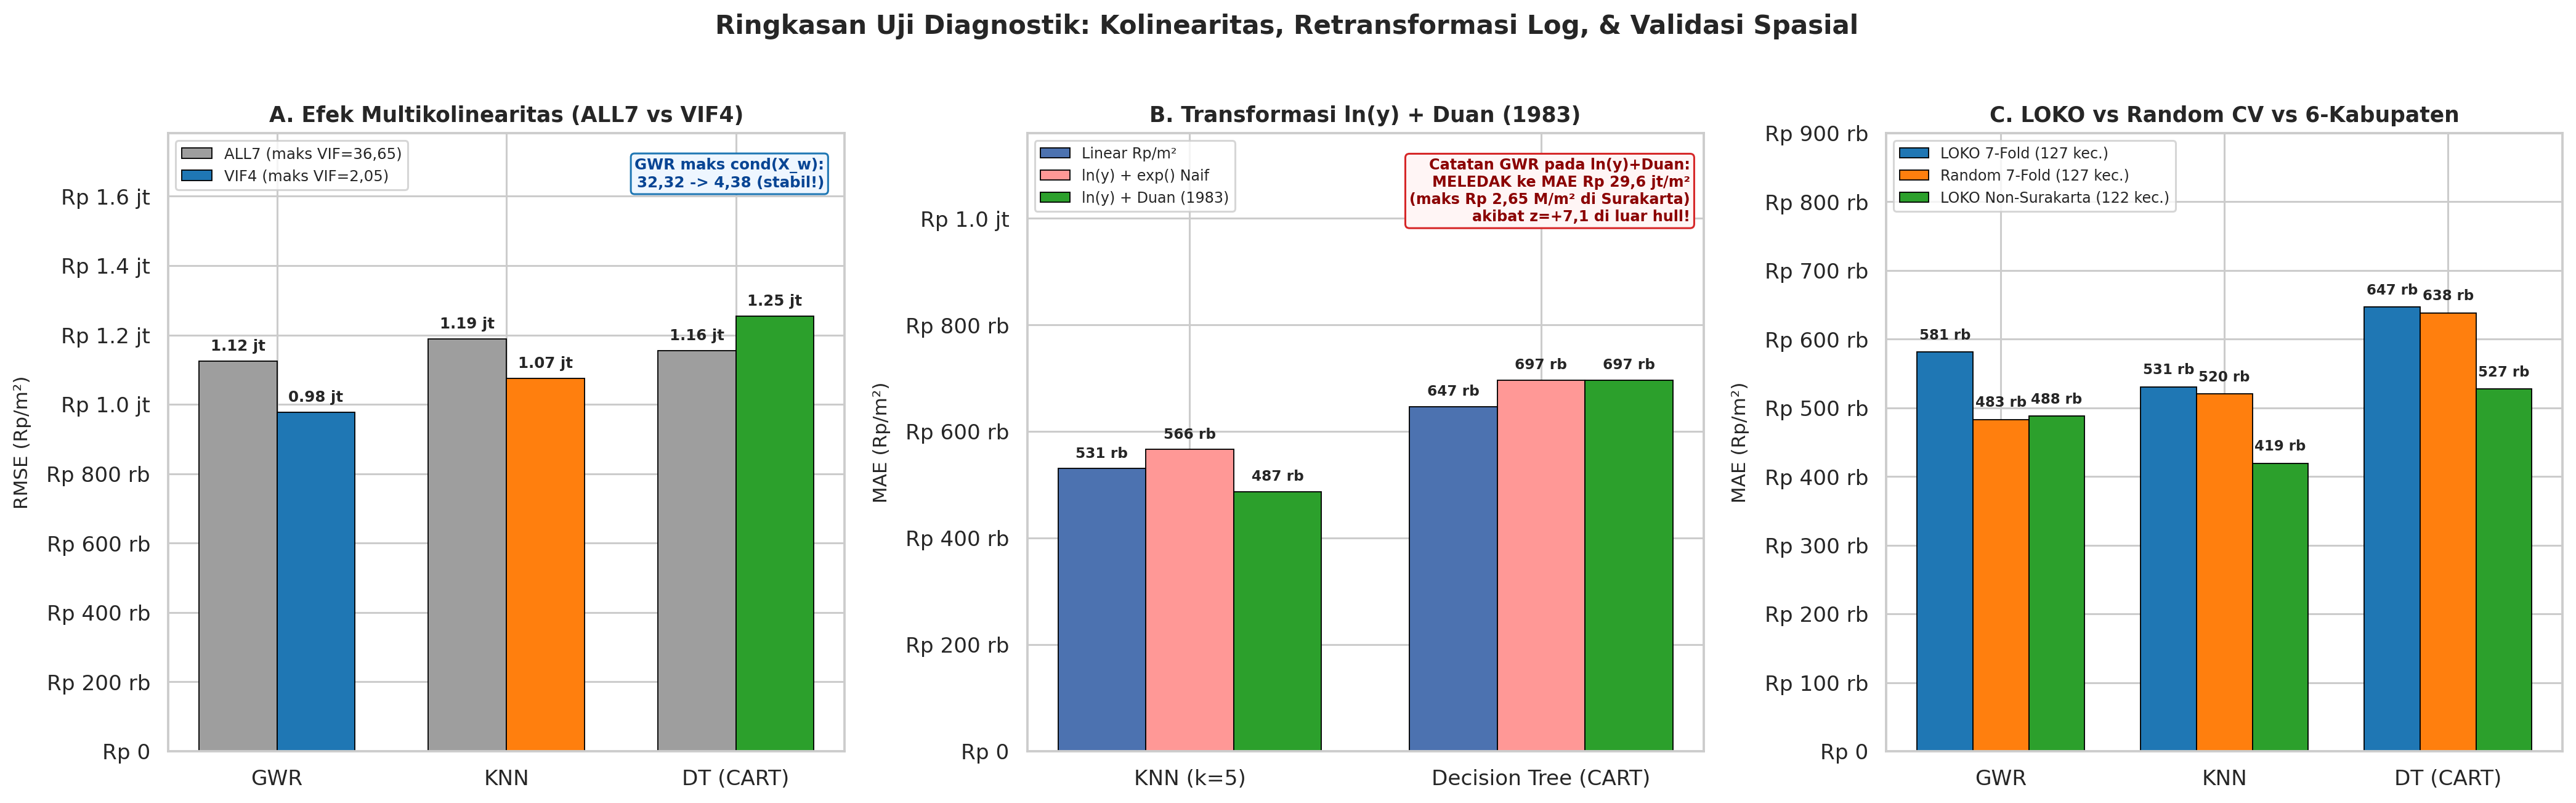 Ringkasan Uji Diagnostik: Kolinearitas, Retransformasi Log, & Validasi Spasial
A. Efek Multikolinearitas (ALL7 vs VIF4)
ALL7 (maks VIF=36,65)
VIF4 (maks VIF=2,05)
GWR maks cond(X_w):
32,32 -> 4,38 (stabil!)
RMSE (Rp/m²)
Rp 1.6 jt
Rp 1.4 jt
Rp 1.2 jt
Rp 1.0 jt
Rp 800 rb
Rp 600 rb
Rp 400 rb
Rp 200 rb
Rp 0
1.12 jt
0.98 jt
1.19 jt
1.07 jt
1.16 jt
1.25 jt
GWR
KNN
DT (CART)
B. Transformasi ln(y) + Duan (1983)
Linear Rp/m²
ln(y) + exp() Naif
ln(y) + Duan (1983)
Catatan GWR pada ln(y)+Duan:
MELEDAK ke MAE Rp 29,6 jt/m²
(maks Rp 2,65 M/m² di Surakarta)
akibat z=+7,1 di luar hull!
MAE (Rp/m²)
Rp 1.0 jt
Rp 800 rb
Rp 600 rb
Rp 400 rb
Rp 200 rb
Rp 0
531 rb
566 rb
487 rb
647 rb
697 rb
697 rb
KNN (k=5)
Decision Tree (CART)
C. LOKO vs Random CV vs 6-Kabupaten
LOKO 7-Fold (127 kec.)
Random 7-Fold (127 kec.)
LOKO Non-Surakarta (122 kec.)
MAE (Rp/m²)
Rp 900 rb
Rp 800 rb
Rp 700 rb
Rp 600 rb
Rp 500 rb
Rp 400 rb
Rp 300 rb
Rp 200 rb
Rp 100 rb
Rp 0
581 rb
483 rb
488 rb
531 rb
520 rb
419 rb
647 rb
638 rb
527 rb
GWR
KNN
DT (CART)